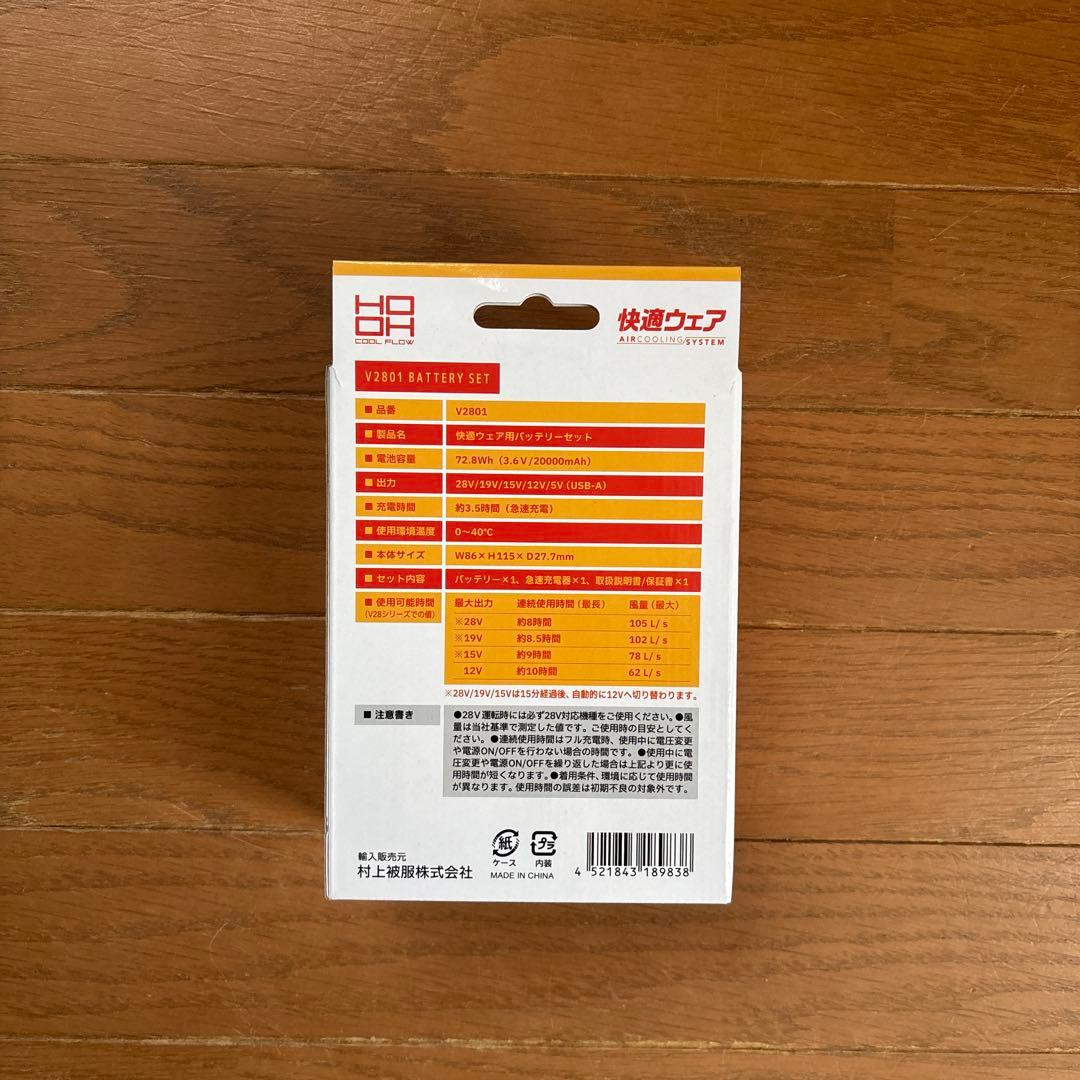 HO
OH
COOL FLOW
快適ウェア
AIRCOOLING/SYSTEM
V2801 BATTERY SET
■ 品番 V2801
■ 製品名 快適ウェア用バッテリーセット
■ 電池容量 72.8Wh（3.6V/20000mAh）
■ 出力 28V/19V/15V/12V/5V（USB-A）
■ 充電時間 約3.5時間（急速充電）
■ 使用環境温度 0〜40℃
■ 本体サイズ W86×H115×D27.7mm
■ セット内容 バッテリー×1、急速充電器×1、取扱説明書/保証書×1
■ 使用可能時間 最大出力 連続使用時間（最長） 風量（最大）
（V28シリーズでの値）
※28V 約8時間 105 L/s
※19V 約8.5時間 102 L/s
※15V 約9時間 78 L/s
12V 約10時間 62 L/s
※28V/19V/15Vは15分経過後、自動的に12Vへ切り替わります。
■ 注意書き ●28V運転時には必ず28V対応機種をご使用ください。●風
量は当社基準で測定した値です。ご使用時の目安としてく
ださい。●連続使用時間はフル充電時、使用中に電圧変更
や電源ON/OFFを行わない場合の時間です。●使用中に電
圧変更や電源ON/OFFを繰り返した場合は上記より更に使
用時間が短くなります。●着用条件、環境に応じて使用時間
が異なります。使用時間の誤差は初期不良の対象外です。
輸入販売元
村上被服株式会社
紙
ケース
プラ
内装
MADE IN CHINA
4 521843 189838